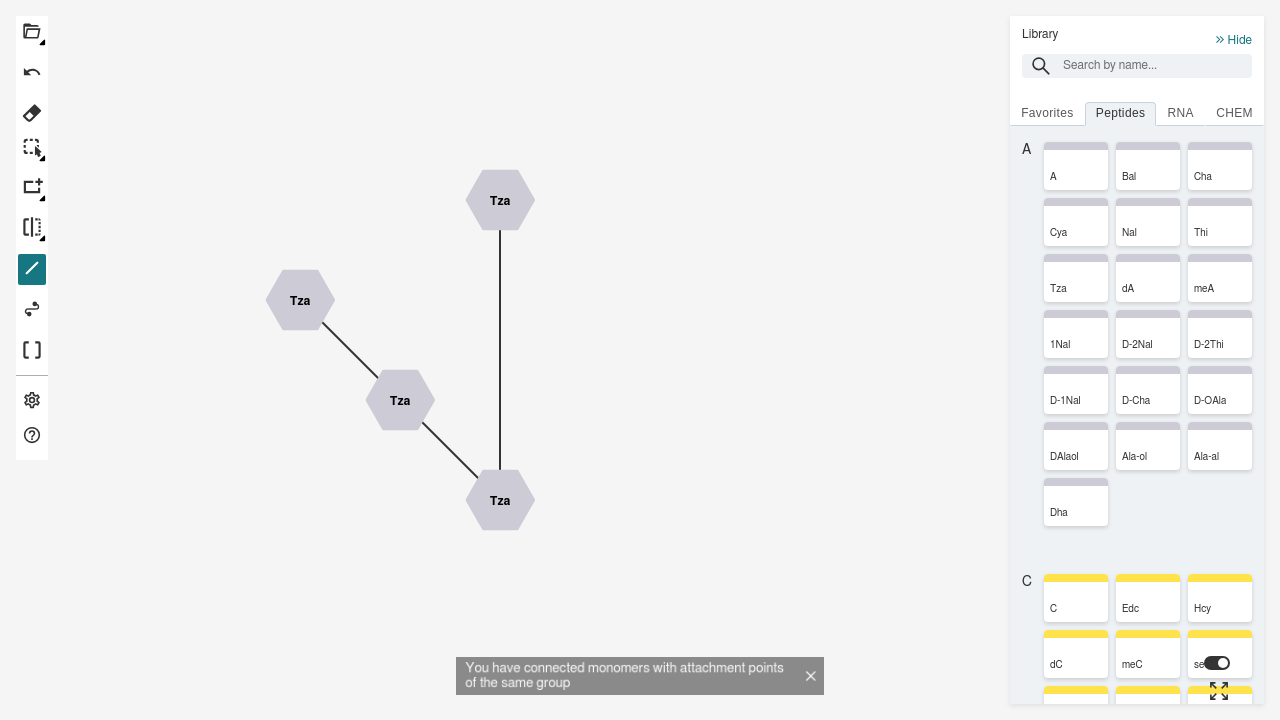 Library
Hide
Search by name...
Favorites Peptides RNA CHEM
A
A Bal Cha
Cya Nal Thi
Tza dA meA
1Nal D-2Nal D-2Thi
D-1Nal D-Cha D-OAla
DAlaol Ala-ol Ala-al
Dha
C
C Edc Hcy
dC meC
Tza
Tza
Tza
Tza
You have connected monomers with attachment points
of the same group